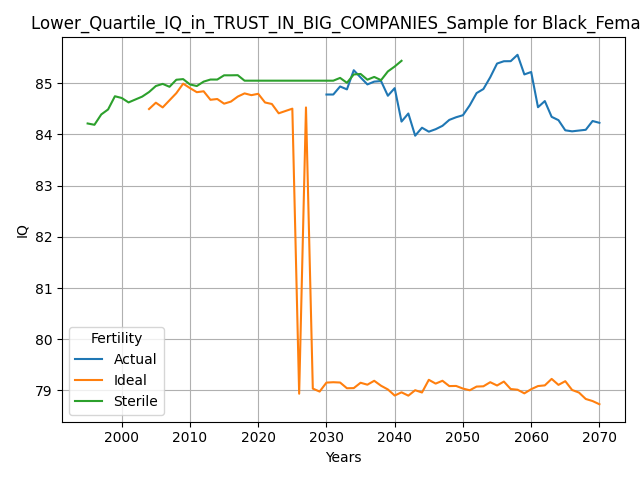 Lower_Quartile_IQ_in_TRUST_IN_BIG_COMPANIES_Sample for Black_Fema
85
84
83
82
81
80
79
IQ
Fertility
Actual
Ideal
Sterile
2000 2010 2020 2030 2040 2050 2060 2070
Years